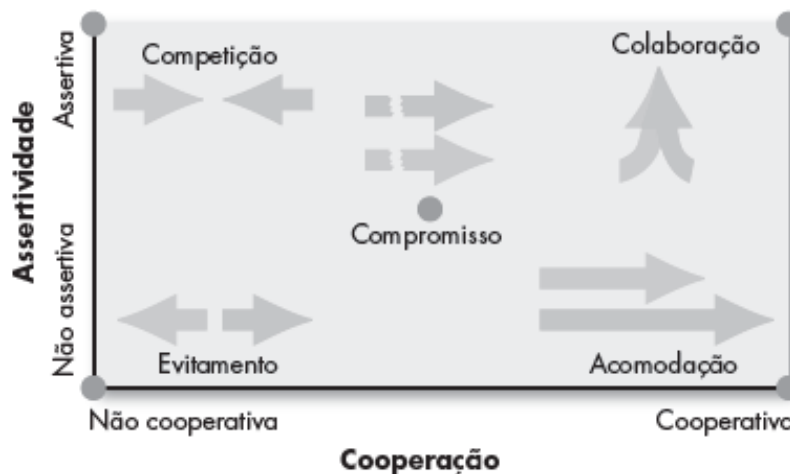 Assertividade
Assertiva
Não assertiva
Competição
Colaboração
Compromisso
Evitamento
Acomodação
Não cooperativa
Cooperativa
Cooperação